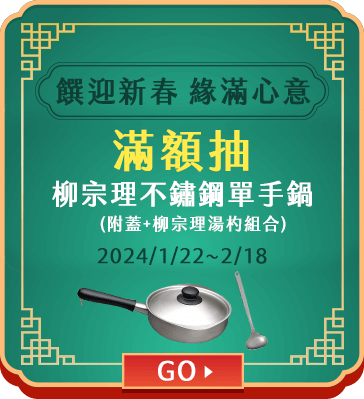 饌迎新春 緣滿心意
滿額抽
柳宗理不鏽鋼單手鍋
(附蓋+柳宗理湯杓組合)
2024/1/22~2/18
GO